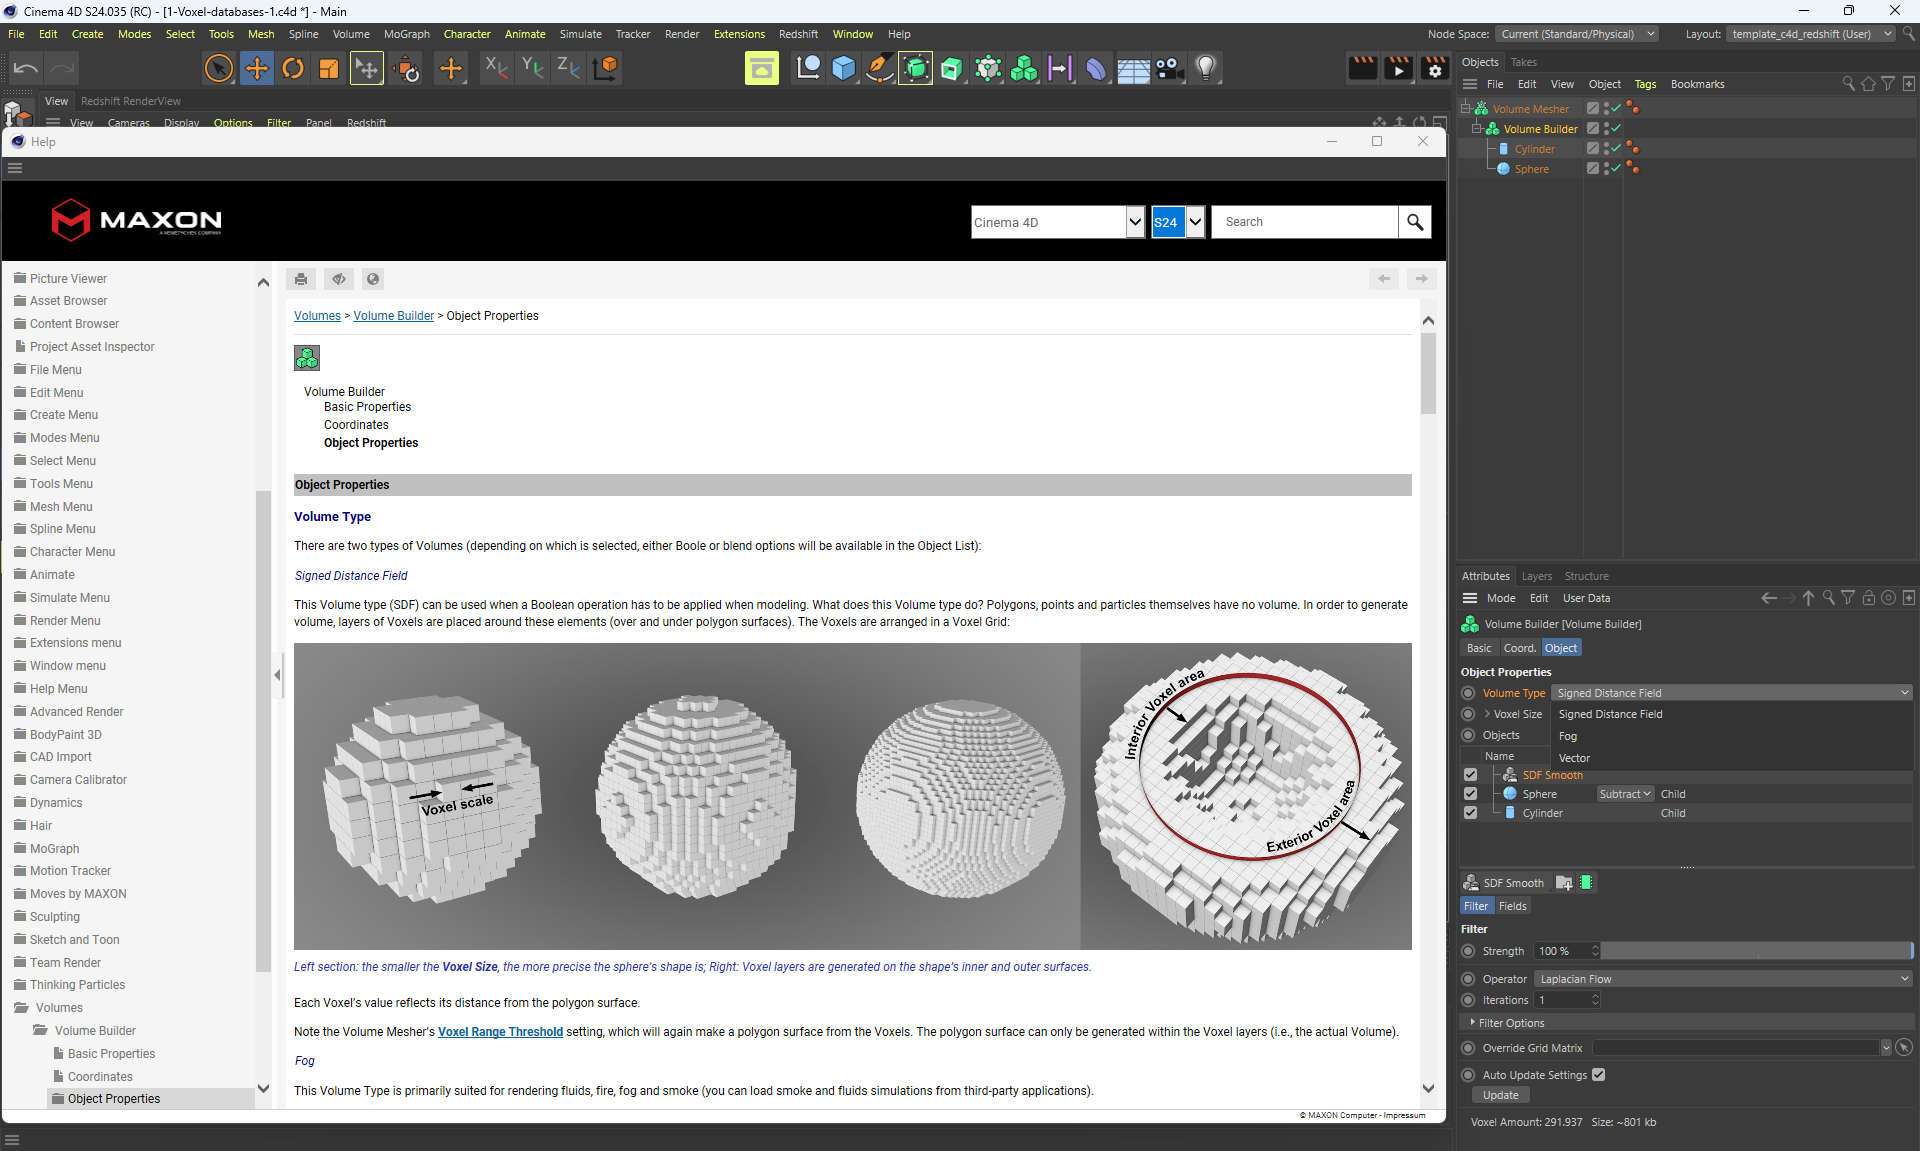 Cinema 4D S24.035 (RC) - [1-Voxel-databases-1.c4d *] - Main
File Edit Create Modes Select Tools Mesh Spline Volume MoGraph Character Animate Simulate Tracker Render Extensions Redshift Window Help
Node Space: Current (Standard/Physical) Layout: template_c4d_redshift (User)
X Y Z
View Redshift RenderView
View Cameras Display Options Filter Panel Redshift
Help
MAXON
A NEMETSCHEK COMPANY
Cinema 4D S24 Search
Picture Viewer
Asset Browser
Content Browser
Project Asset Inspector
File Menu
Edit Menu
Create Menu
Modes Menu
Select Menu
Tools Menu
Mesh Menu
Spline Menu
Character Menu
Animate
Simulate Menu
Render Menu
Extensions menu
Window menu
Help Menu
Advanced Render
BodyPaint 3D
CAD Import
Camera Calibrator
Dynamics
Hair
MoGraph
Motion Tracker
Moves by MAXON
Sculpting
Sketch and Toon
Team Render
Thinking Particles
Volumes
Volume Builder
Basic Properties
Coordinates
Object Properties
Volumes > Volume Builder > Object Properties
Volume Builder
Basic Properties
Coordinates
Object Properties
Object Properties
Volume Type
There are two types of Volumes (depending on which is selected, either Boole or blend options will be available in the Object List):
Signed Distance Field
This Volume type (SDF) can be used when a Boolean operation has to be applied when modeling. What does this Volume type do? Polygons, points and particles themselves have no volume. In order to generate
volume, layers of Voxels are placed around these elements (over and under polygon surfaces). The Voxels are arranged in a Voxel Grid:
Voxel scale
Interior Voxel area
Exterior Voxel area
Left section: the smaller the Voxel Size, the more precise the sphere's shape is; Right: Voxel layers are generated on the shape's inner and outer surfaces.
Each Voxel's value reflects its distance from the polygon surface.
Note the Volume Mesher's Voxel Range Threshold setting, which will again make a polygon surface from the Voxels. The polygon surface can only be generated within the Voxel layers (i.e., the actual Volume).
Fog
This Volume Type is primarily suited for rendering fluids, fire, fog and smoke (you can load smoke and fluids simulations from third-party applications).
© MAXON Computer - Impressum
Objects Takes
File Edit View Object Tags Bookmarks
Volume Mesher
Volume Builder
Cylinder
Sphere
Attributes Layers Structure
Mode Edit User Data
Volume Builder [Volume Builder]
Basic Coord. Object
Object Properties
Volume Type Signed Distance Field
Voxel Size Signed Distance Field
Objects Fog
Name Vector
SDF Smooth
Sphere Subtract Child
Cylinder Child
SDF Smooth
Filter Fields
Filter
Strength 100 %
Operator Laplacian Flow
Iterations 1
Filter Options
Override Grid Matrix
Auto Update Settings
Update
Voxel Amount: 291.937 Size: ~801 kb